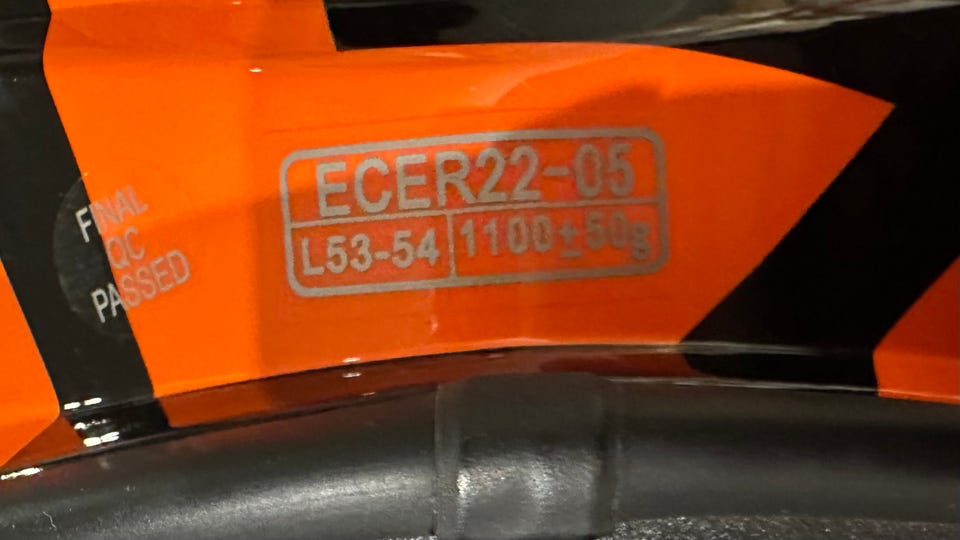 FINAL
QC
PASSED
ECER22-05
L53-54 1100±50g